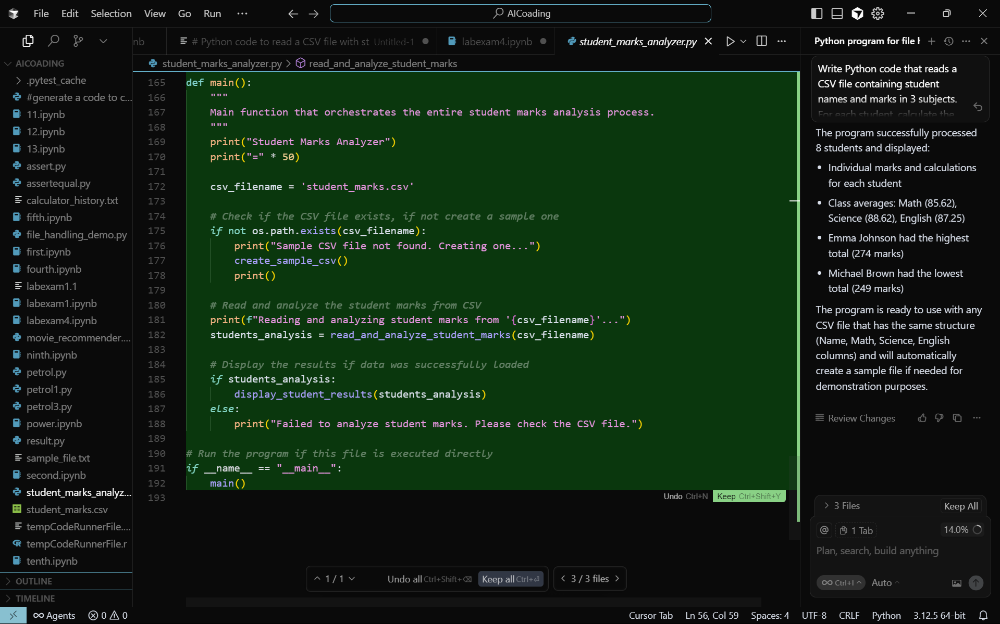 File Edit Selection View Go Run ···
AICoading
nb
# Python code to read a CSV file with st Untitled-1
labexam4.ipynb
student_marks_analyzer.py
Python program for file h
student_marks_analyzer.py > read_and_analyze_student_marks
AICOADING
.pytest_cache
#generate a code to c...
11.ipynb
12.ipynb
13.ipynb
assert.py
assertequal.py
calculator_history.txt
fifth.ipynb
file_handling_demo.py
first.ipynb
fourth.ipynb
labexam1.1
labexam1.ipynb
labexam4.ipynb
movie_recommender....
ninth.ipynb
petrol.py
petrol1.py
petrol3.py
power.ipynb
result.py
sample_file.txt
second.ipynb
student_marks_analyz...
student_marks.csv
tempCodeRunnerFile....
tempCodeRunnerFile.r
tenth.ipynb
OUTLINE
TIMELINE
165 def main():
166 """
167 Main function that orchestrates the entire student marks analysis process.
168 """
169 print("Student Marks Analyzer")
170 print("=" * 50)
171
172 csv_filename = 'student_marks.csv'
173
174 # Check if the CSV file exists, if not create a sample one
175 if not os.path.exists(csv_filename):
176 print("Sample CSV file not found. Creating one...")
177 create_sample_csv()
178 print()
179
180 # Read and analyze the student marks from CSV
181 print(f"Reading and analyzing student marks from '{csv_filename}'...")
182 students_analysis = read_and_analyze_student_marks(csv_filename)
183
184 # Display the results if data was successfully loaded
185 if students_analysis:
186 display_student_results(students_analysis)
187 else:
188 print("Failed to analyze student marks. Please check the CSV file.")
189
190 # Run the program if this file is executed directly
191 if __name__ == "__main__":
192 main()
193
Undo Ctrl+N Keep Ctrl+Shift+Y
1 / 1 Undo all Ctrl+Shift+⌫ Keep all Ctrl+⏎ 3 / 3 files
Write Python code that reads a
CSV file containing student
names and marks in 3 subjects.
For each student, calculate the
The program successfully processed
8 students and displayed:
• Individual marks and calculations
for each student
• Class averages: Math (85.62),
Science (88.62), English (87.25)
• Emma Johnson had the highest
total (274 marks)
• Michael Brown had the lowest
total (249 marks)
The program is ready to use with any
CSV file that has the same structure
(Name, Math, Science, English
columns) and will automatically
create a sample file if needed for
demonstration purposes.
Review Changes
3 Files Keep All
@ 1 Tab 14.0%
Plan, search, build anything
∞ Ctrl+I Auto
∞ Agents 0 0
Cursor Tab Ln 56, Col 59 Spaces: 4 UTF-8 CRLF Python 3.12.5 64-bit